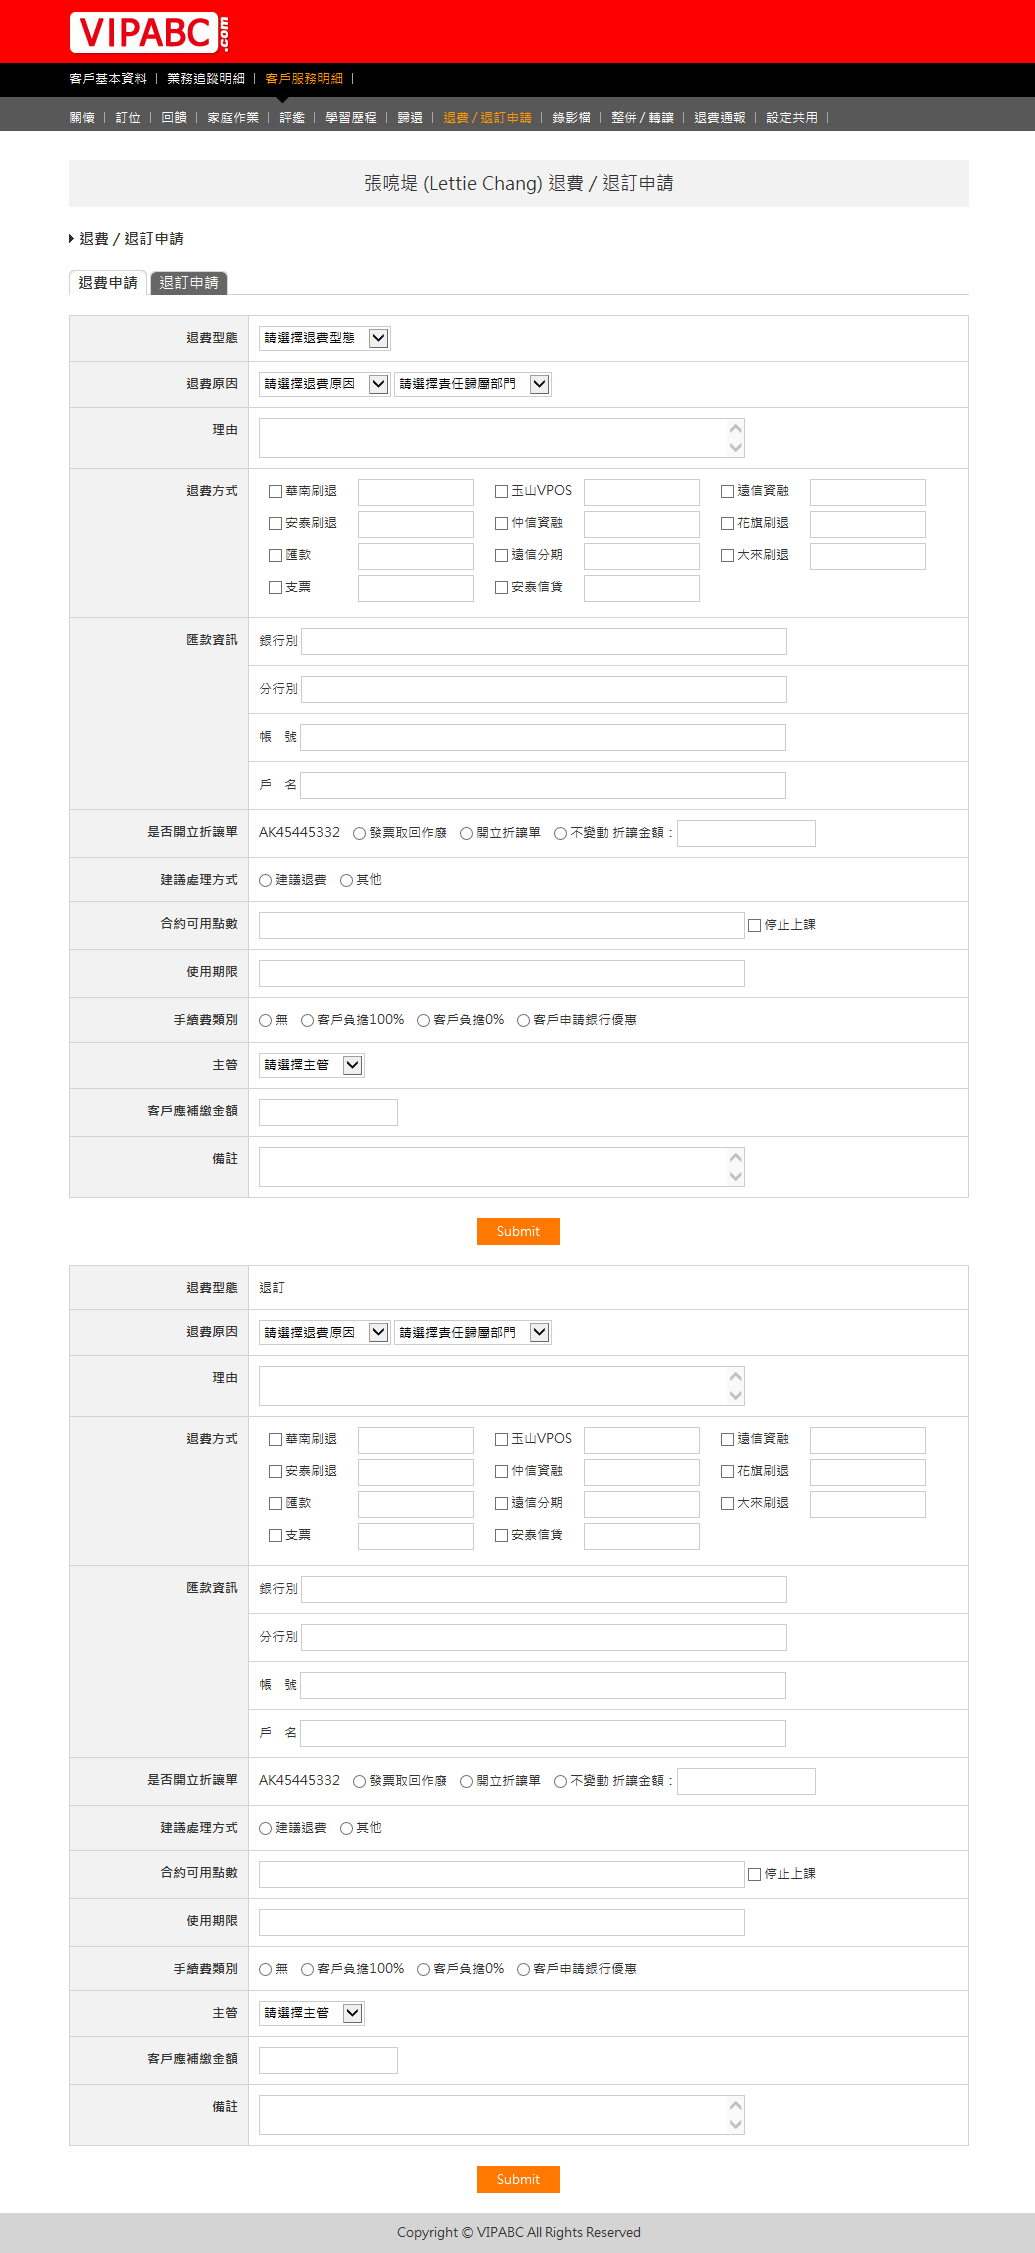 VIPABC.com
客戶基本資料 | 業務追蹤明細 | 客戶服務明細 |
關懷 | 訂位 | 回饋 | 家庭作業 | 評鑑 | 學習歷程 | 歸還 | 退費 / 退訂申請 | 錄影檔 | 整併 / 轉讓 | 退費通報 | 設定共用 |
張喨堤 (Lettie Chang) 退費 / 退訂申請
退費 / 退訂申請
退費申請 退訂申請
退費型態 請選擇退費型態
退費原因 請選擇退費原因 請選擇責任歸屬部門
理由
退費方式 華南刷退 玉山VPOS 遠信資融
安泰刷退 仲信資融 花旗刷退
匯款 遠信分期 大來刷退
支票 安泰信貸
匯款資訊 銀行別
分行別
帳 號
戶 名
是否開立折讓單 AK45445332 發票取回作廢 開立折讓單 不變動 折讓金額：
建議處理方式 建議退費 其他
合約可用點數 停止上課
使用期限
手續費類別 無 客戶負擔100% 客戶負擔0% 客戶申請銀行優惠
主管 請選擇主管
客戶應補繳金額
備註
Submit
退費型態 退訂
退費原因 請選擇退費原因 請選擇責任歸屬部門
理由
退費方式 華南刷退 玉山VPOS 遠信資融
安泰刷退 仲信資融 花旗刷退
匯款 遠信分期 大來刷退
支票 安泰信貸
匯款資訊 銀行別
分行別
帳 號
戶 名
是否開立折讓單 AK45445332 發票取回作廢 開立折讓單 不變動 折讓金額：
建議處理方式 建議退費 其他
合約可用點數 停止上課
使用期限
手續費類別 無 客戶負擔100% 客戶負擔0% 客戶申請銀行優惠
主管 請選擇主管
客戶應補繳金額
備註
Submit
Copyright © VIPABC All Rights Reserved